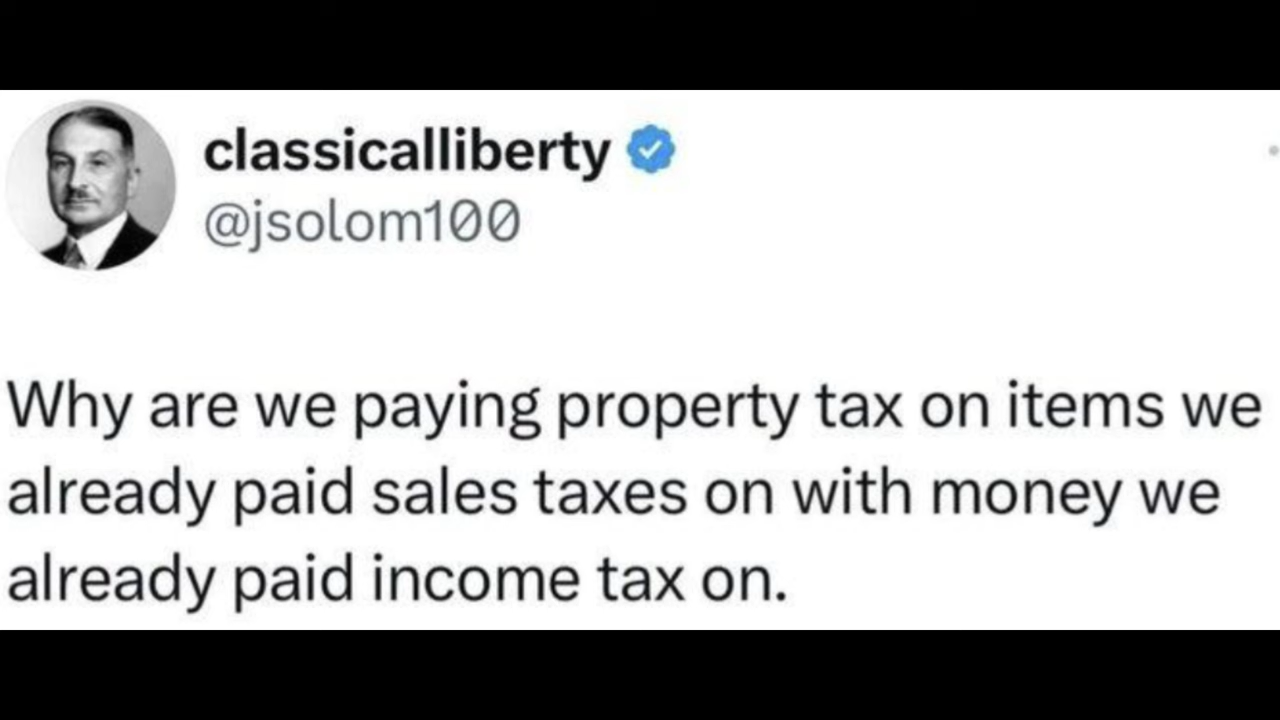 classicalliberty
@jsolom100
Why are we paying property tax on items we
already paid sales taxes on with money we
already paid income tax on.